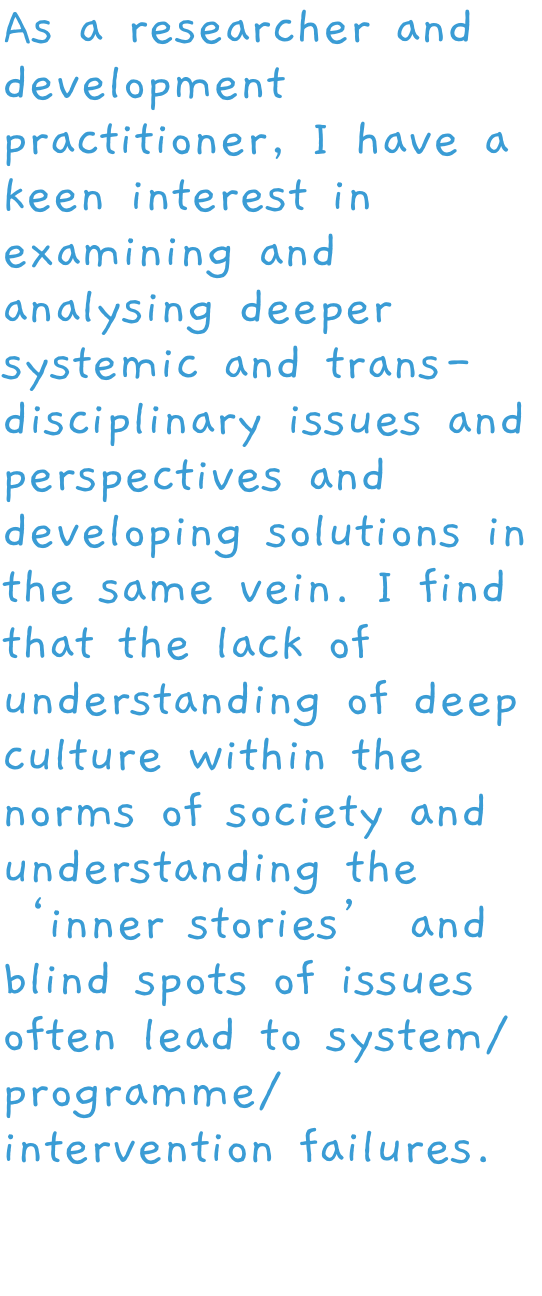 As a researcher and
development
practitioner, I have a
keen interest in
examining and
analysing deeper
systemic and trans-
disciplinary issues and
perspectives and
developing solutions in
the same vein. I find
that the lack of
understanding of deep
culture within the
norms of society and
understanding the
‘inner stories’ and
blind spots of issues
often lead to system/
programme/
intervention failures.